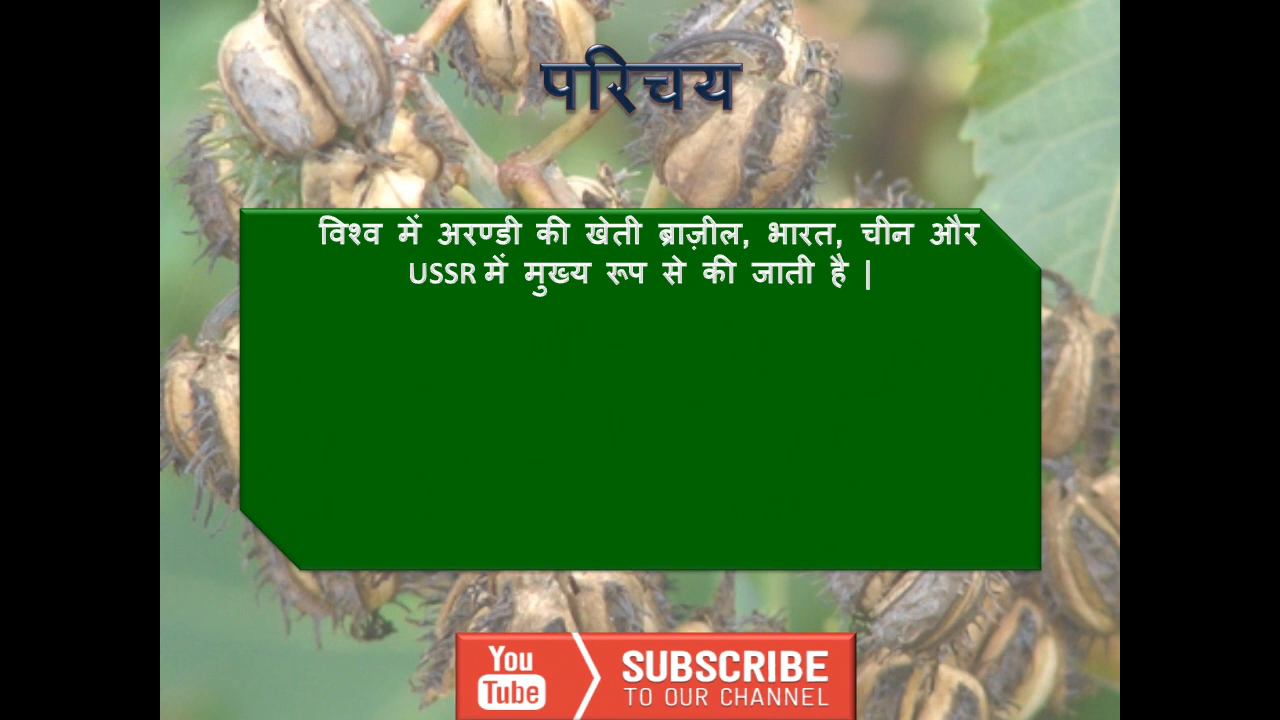 परिचय
विश्व में अरण्डी की खेती ब्राज़ील, भारत, चीन और
USSR में मुख्य रूप से की जाती है |
You
Tube
SUBSCRIBE
TO OUR CHANNEL